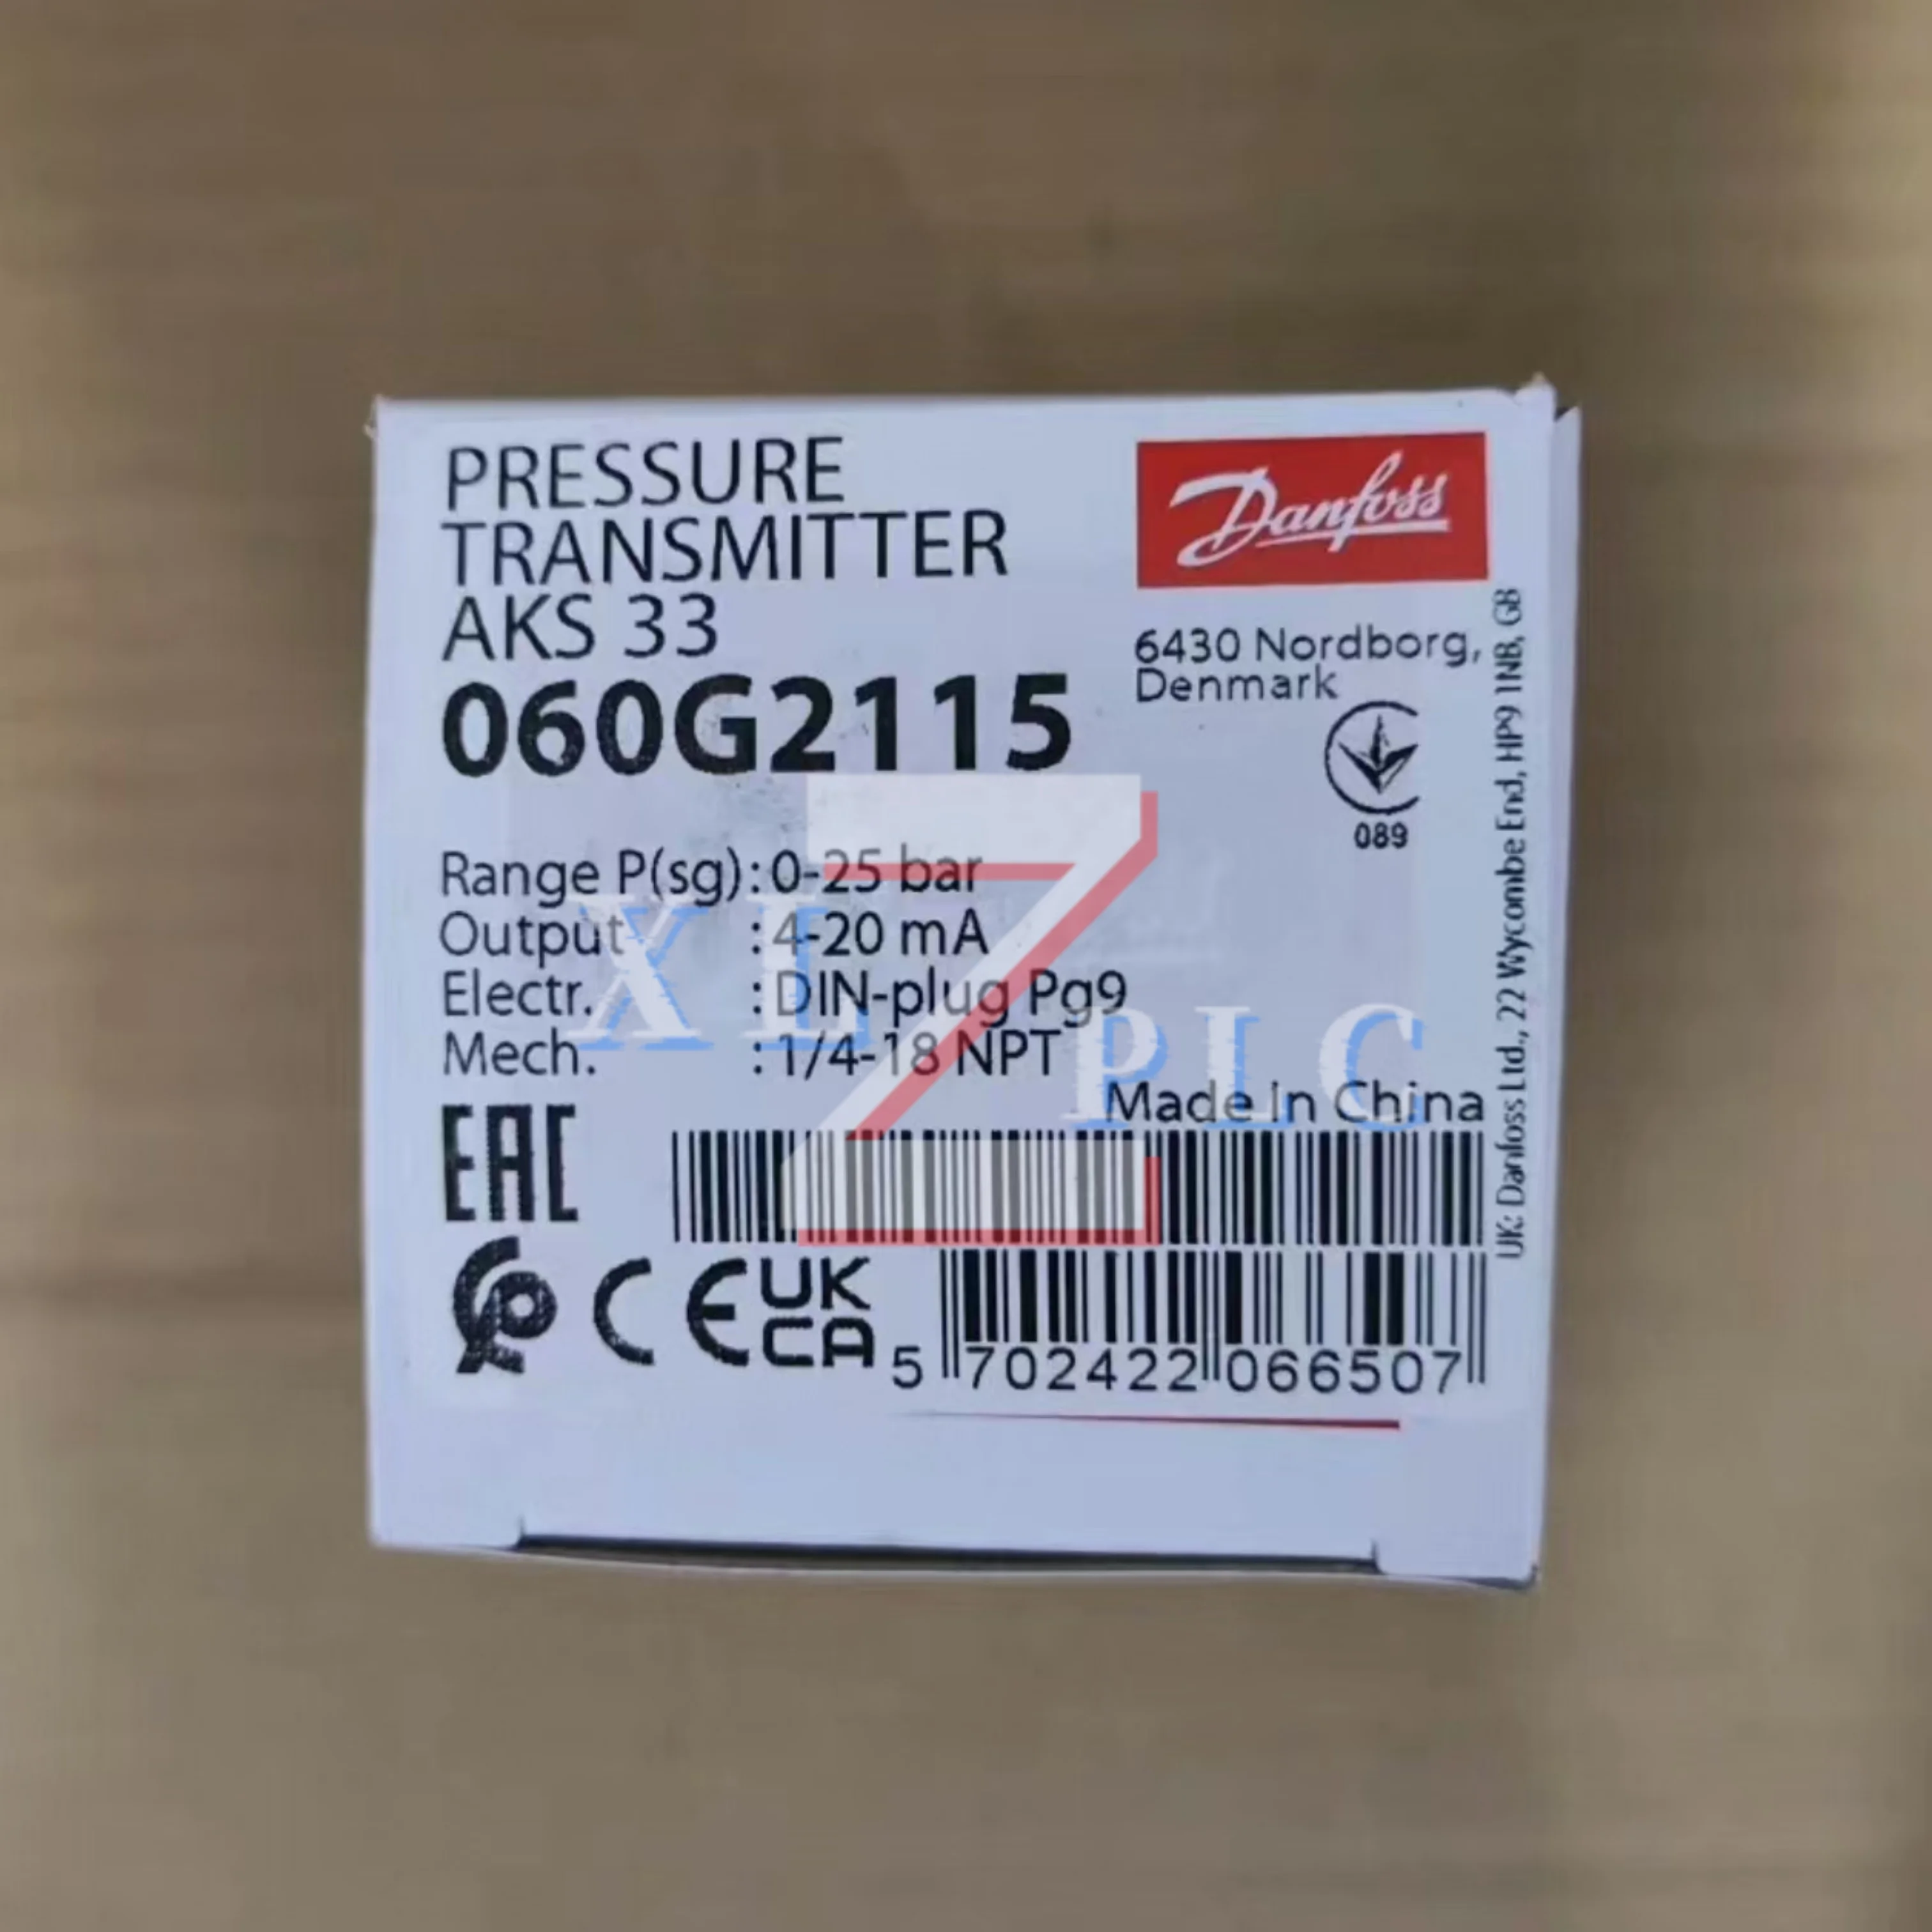 PRESSURE
TRANSMITTER
AKS 33
060G2115
Danfoss
6430 Nordborg,
Denmark
089
Range P(sg): 0-25 bar
Output : 4-20 mA
Electr. : DIN-plug Pg9
Mech. : 1/4-18 NPT
Made In China
EAC
CE
UK
CA
5 702422 066507
UK: Danfoss Ltd., 22 Wycombe End, HP9 1NB, GB
XL Z PLC